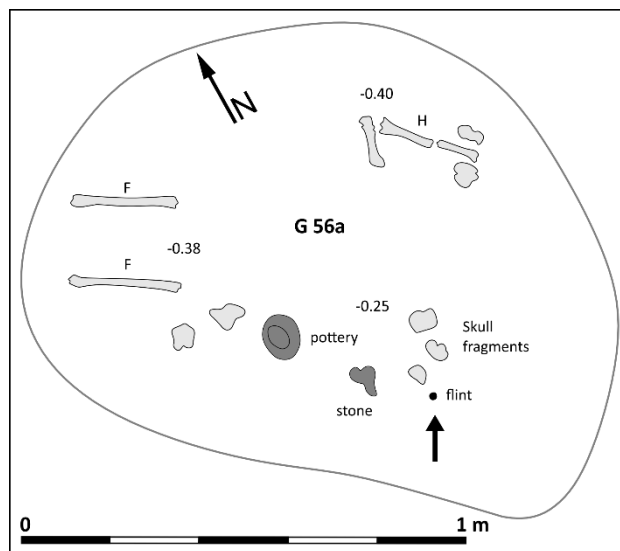 N
-0.40
H
F
G 56a
F
-0.38
-0.25
Skull
fragments
pottery
stone
flint
0
1 m